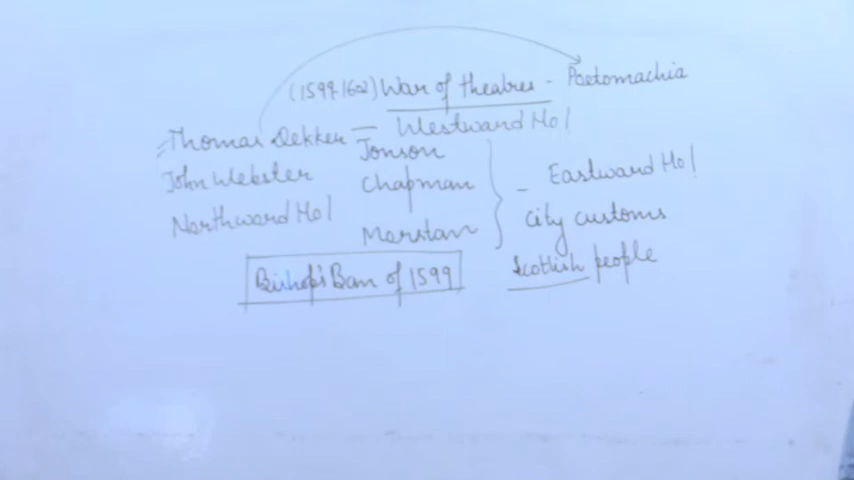 (1599-1602) War of theatres - Poetomachia
Thomas Dekker = Westward Ho!
Jonson
John Webster Chapman - Eastward Ho!
Northward Ho! Marstan city customs
Bishop's Ban of 1599 Scottish people